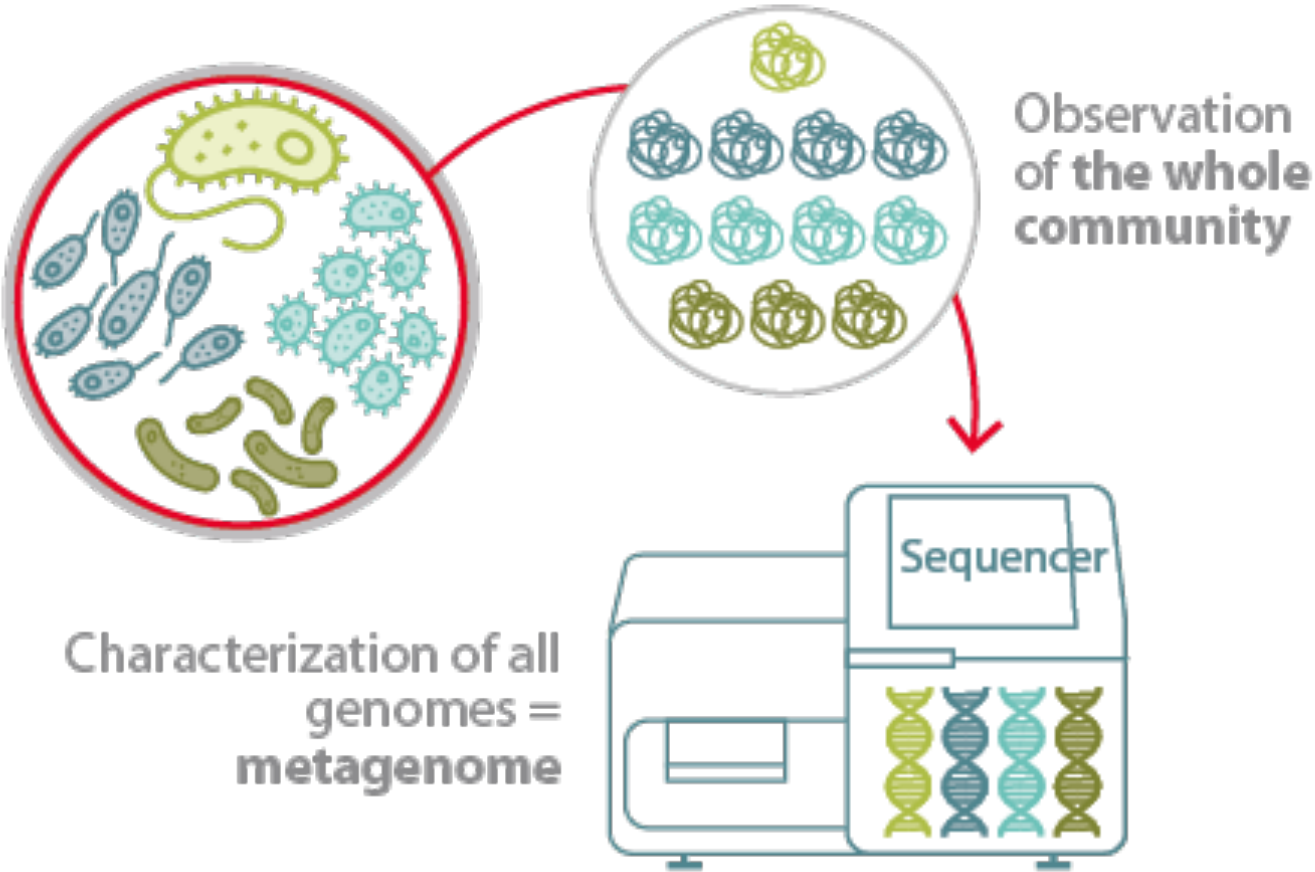 Observation
of the whole
community
Sequencer
Characterization of all
genomes =
metagenome